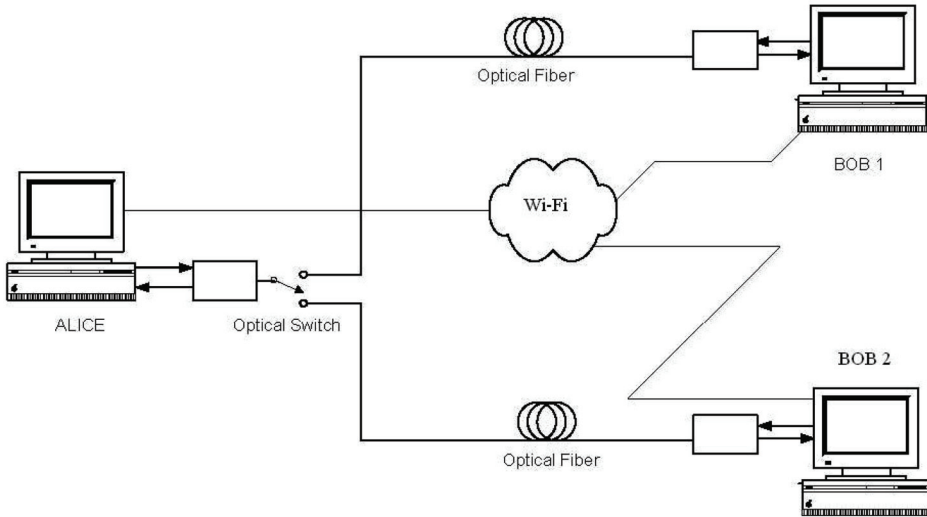 Optical Fiber
BOB 1
Wi-Fi
ALICE
Optical Switch
BOB 2
Optical Fiber